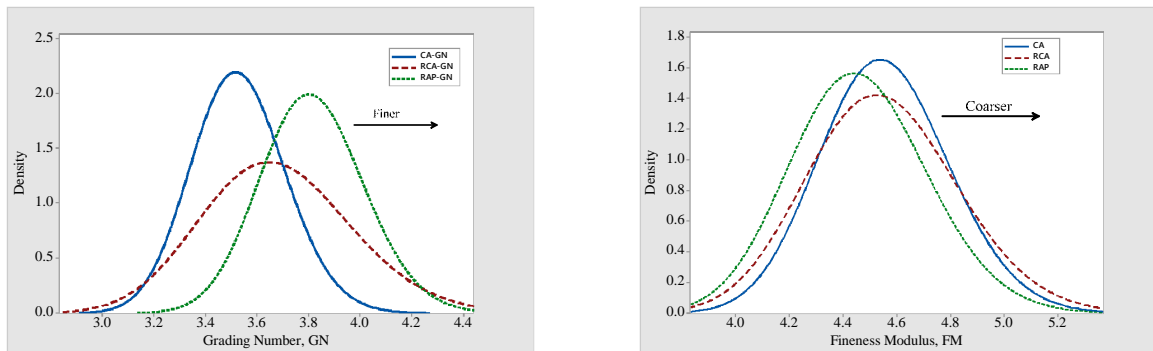 2.5
2.0
1.5
1.0
0.5
0.0
Density
CA-GN
RCA-GN
RAP-GN
Finer
3.0 3.2 3.4 3.6 3.8 4.0 4.2 4.4
Grading Number, GN
1.8
1.6
1.4
1.2
1.0
0.8
0.6
0.4
0.2
0.0
Density
CA
RCA
RAP
Coarser
4.0 4.2 4.4 4.6 4.8 5.0 5.2
Fineness Modulus, FM